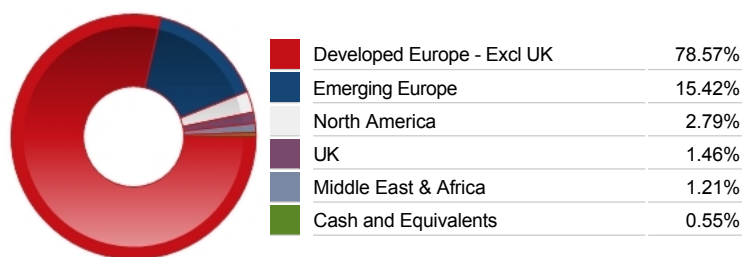 Developed Europe - Excl UK 78.57%
Emerging Europe 15.42%
North America 2.79%
UK 1.46%
Middle East & Africa 1.21%
Cash and Equivalents 0.55%